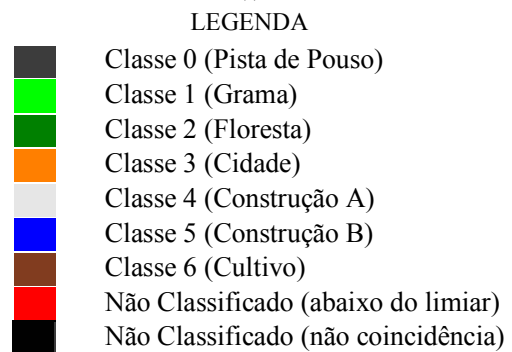 LEGENDA
Classe 0 (Pista de Pouso)
Classe 1 (Grama)
Classe 2 (Floresta)
Classe 3 (Cidade)
Classe 4 (Construção A)
Classe 5 (Construção B)
Classe 6 (Cultivo)
Não Classificado (abaixo do limiar)
Não Classificado (não coincidência)